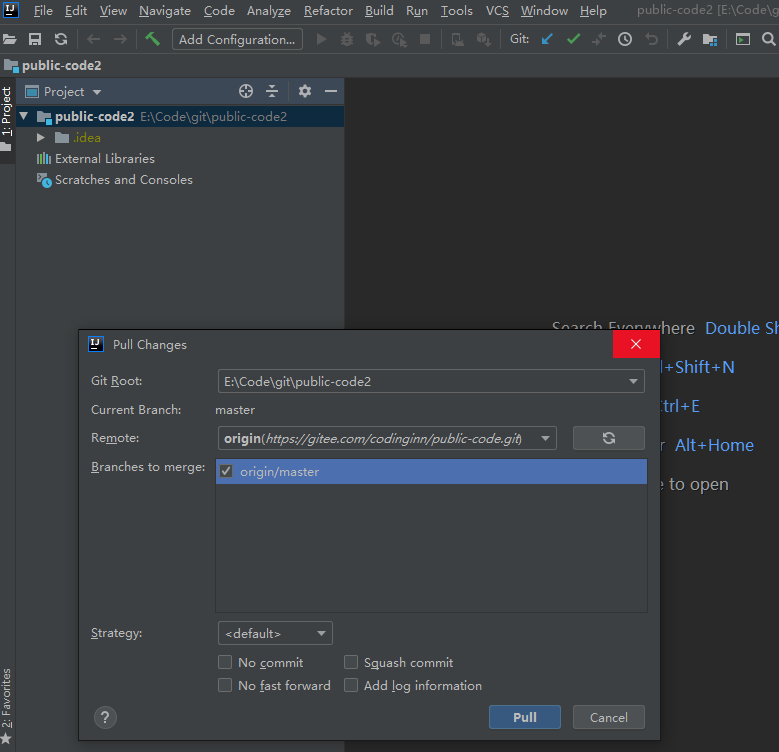 IJ File Edit View Navigate Code Analyze Refactor Build Run Tools VCS Window Help public-code2 [E:\Code\g
Add Configuration... Git:
public-code2
1: Project
Project
public-code2 E:\Code\git\public-code2
.idea
External Libraries
Scratches and Consoles
Search Everywhere Double Sh
+Shift+N
Ctrl+E
r Alt+Home
e to open
IJ Pull Changes
Git Root: E:\Code\git\public-code2
Current Branch: master
Remote: origin(https://gitee.com/codinginn/public-code.git)
Branches to merge: origin/master
Strategy: <default>
No commit Squash commit
No fast forward Add log information
? Pull Cancel
2: Favorites